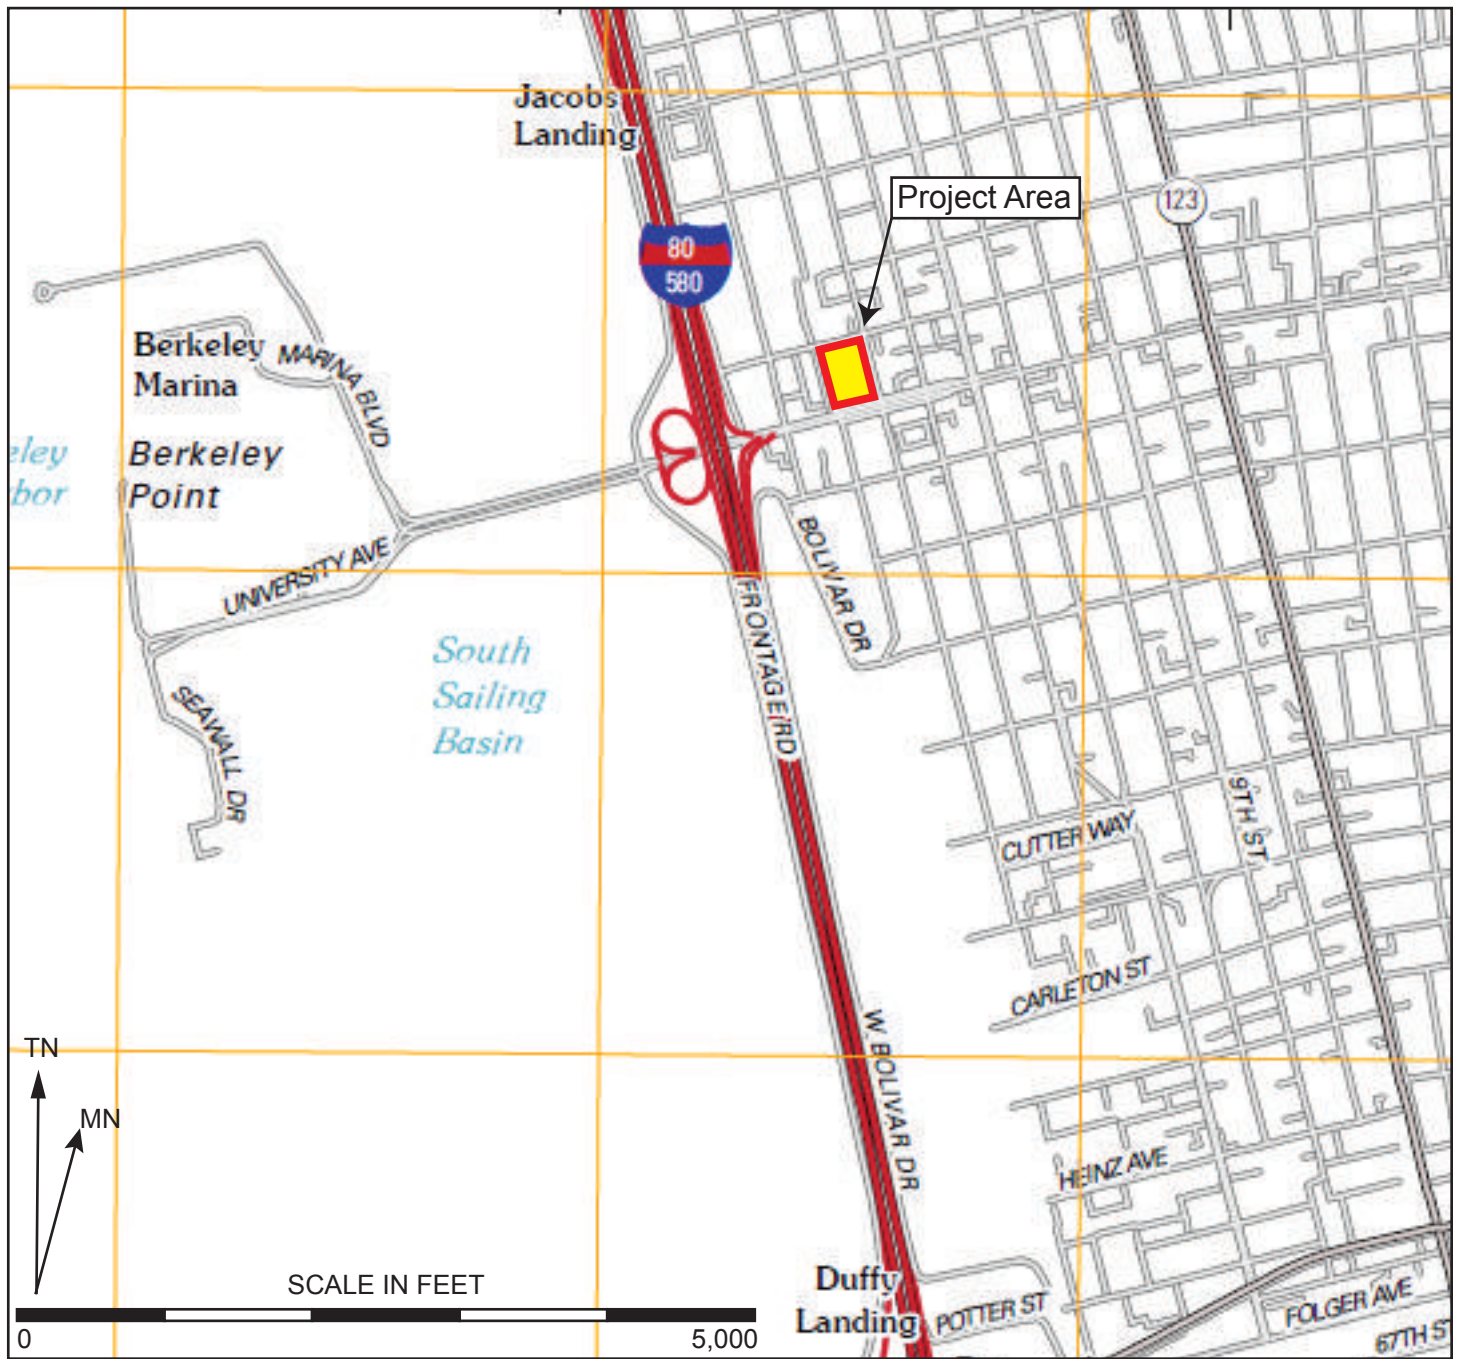 Jacobs
Landing
Project Area
123
80
580
Berkeley
Marina
MARINA BLVD
eley
bor
Berkeley
Point
UNIVERSITY AVE
BOLIVAR DR
FRONTAGE RD
South
Sailing
Basin
SEAWALL DR
9TH ST
CUTTER WAY
CARLETON ST
W BOLIVAR DR
TN
MN
HEINZ AVE
SCALE IN FEET
0
5,000
Duffy
Landing
POTTER ST
FOLGER AVE
67TH ST